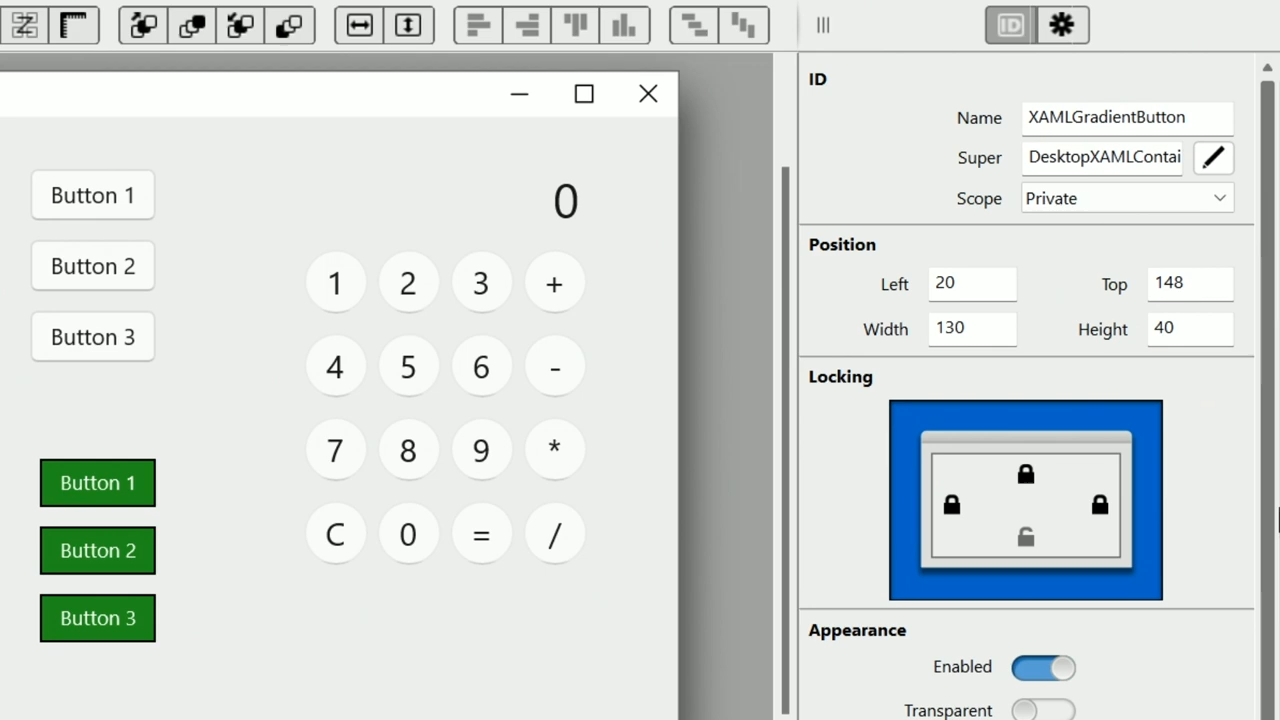 ID
ID
Name XAMLGradientButton
Super DesktopXAMLContai
Scope Private
Position
Left 20 Top 148
Width 130 Height 40
Locking
Appearance
Enabled
Transparent
Button 1
Button 2
Button 3
0
1 2 3 +
4 5 6 -
7 8 9 *
C 0 = /
Button 1
Button 2
Button 3